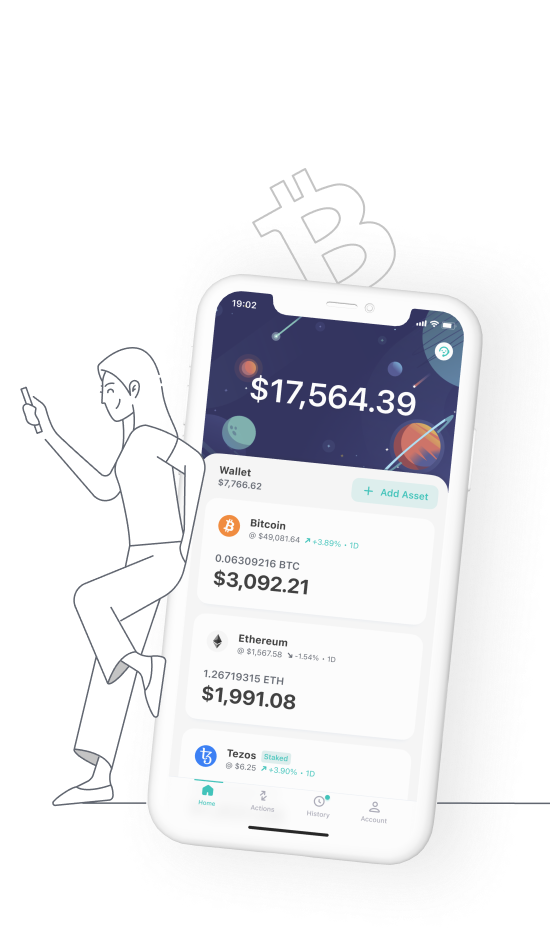 19:02
$17,564.39
Wallet
$7,766.62
+ Add Asset
Bitcoin
@ $49,081.64 ↗ +3.89% • 1D
0.06309216 BTC
$3,092.21
Ethereum
@ $1,567.58 ↘ -1.54% • 1D
1.26719315 ETH
$1,991.08
Tezos Staked
@ $6.25 ↗ +3.90% • 1D
Home
Actions
History
Account